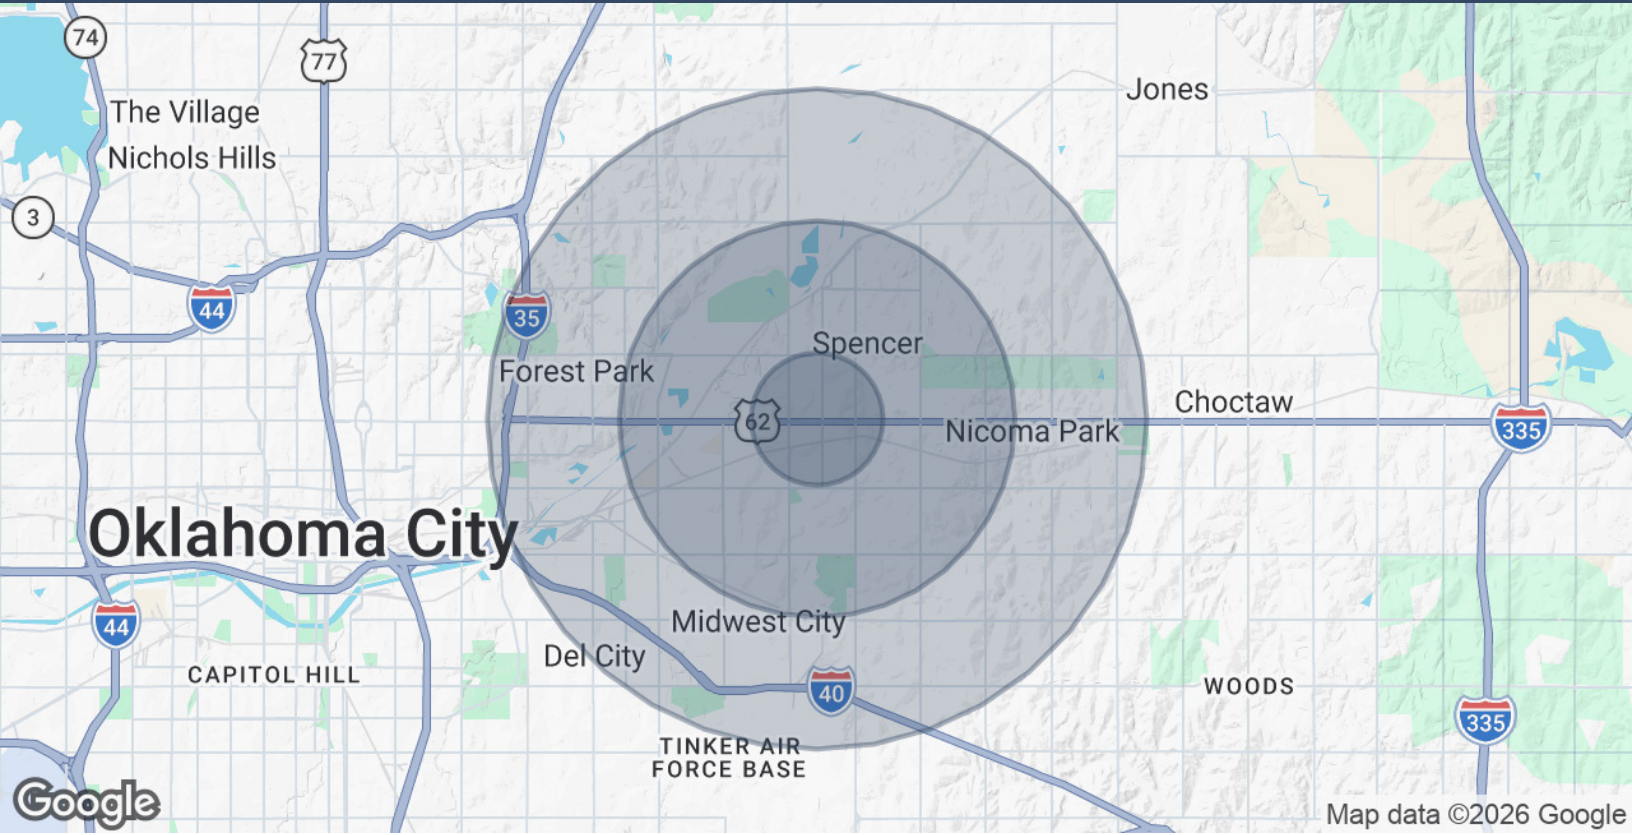 74
77
Jones
The Village
Nichols Hills
3
44
35
Spencer
Forest Park
62
Choctaw
Nicoma Park
335
Oklahoma City
44
Midwest City
Del City
CAPITOL HILL
40
WOODS
335
TINKER AIR
FORCE BASE
Google
Map data ©2026 Google